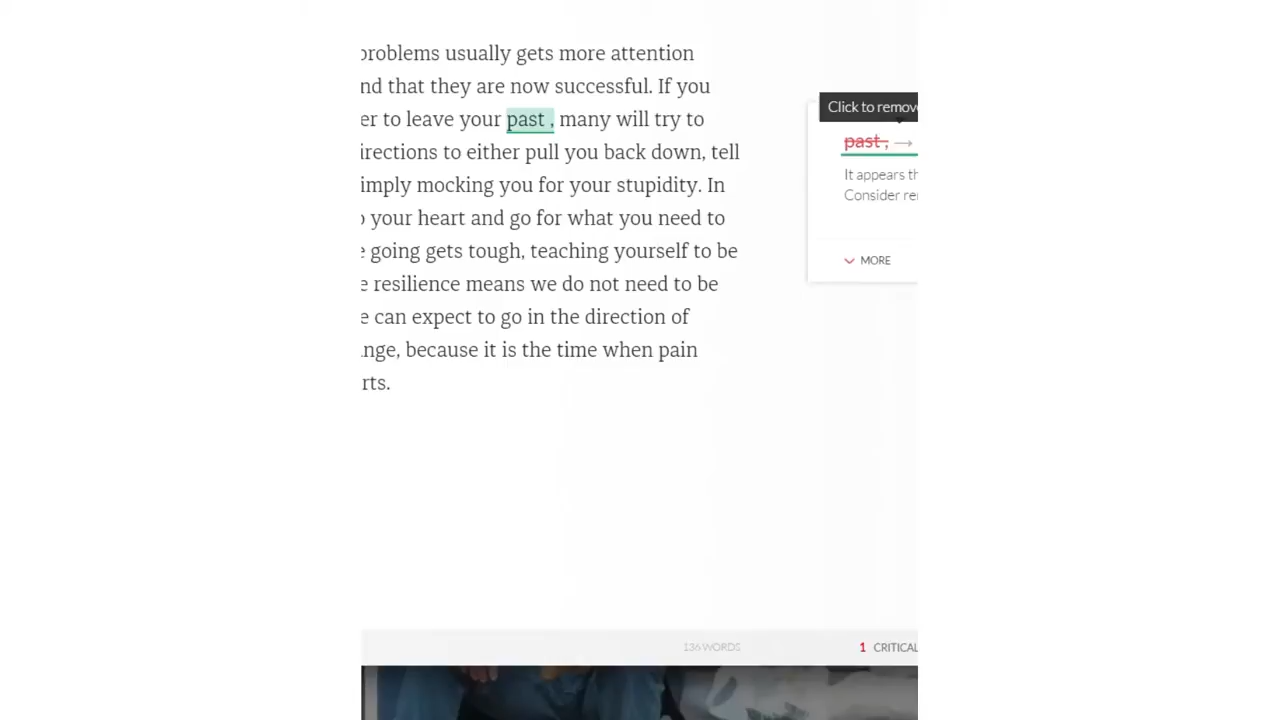 problems usually gets more attention
nd that they are now successful. If you
er to leave your past , many will try to
irections to either pull you back down, tell
imply mocking you for your stupidity. In
your heart and go for what you need to
e going gets tough, teaching yourself to be
e resilience means we do not need to be
e can expect to go in the direction of
nge, because it is the time when pain
rts.
Click to remov
past , →
It appears th
Consider re
MORE
136 WORDS
1 CRITICAL